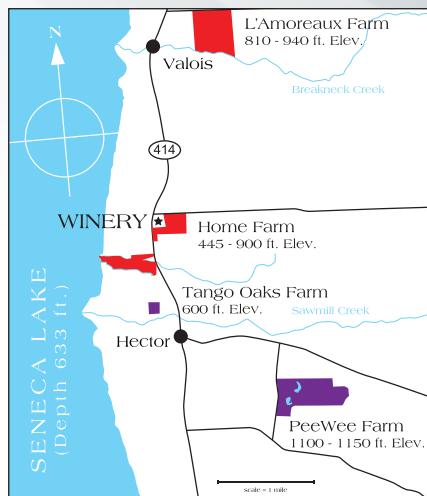 L'Amoreaux Farm
810 - 940 ft. Elev.
N
Valois
Breakneck Creek
414
WINERY
Home Farm
445 - 900 ft. Elev.
SENECA LAKE
(Depth 633 ft.)
Tango Oaks Farm
600 ft. Elev.
Sawmill Creek
Hector
PeeWee Farm
1100 - 1150 ft. Elev.
scale = 1 mile